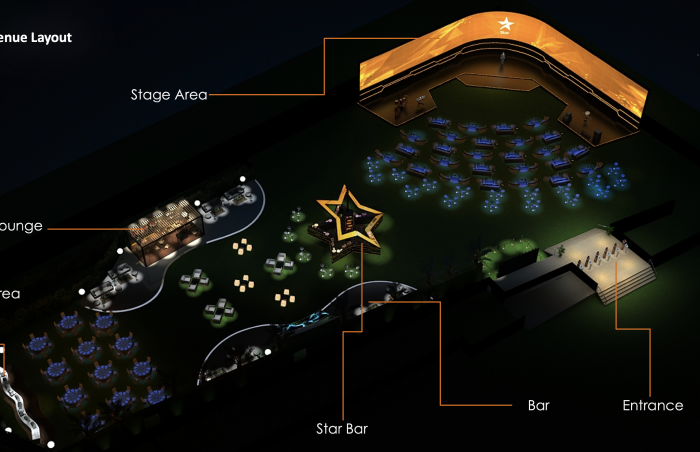 enue Layout
Stage Area
ounge
rea
Bar
Entrance
Star Bar